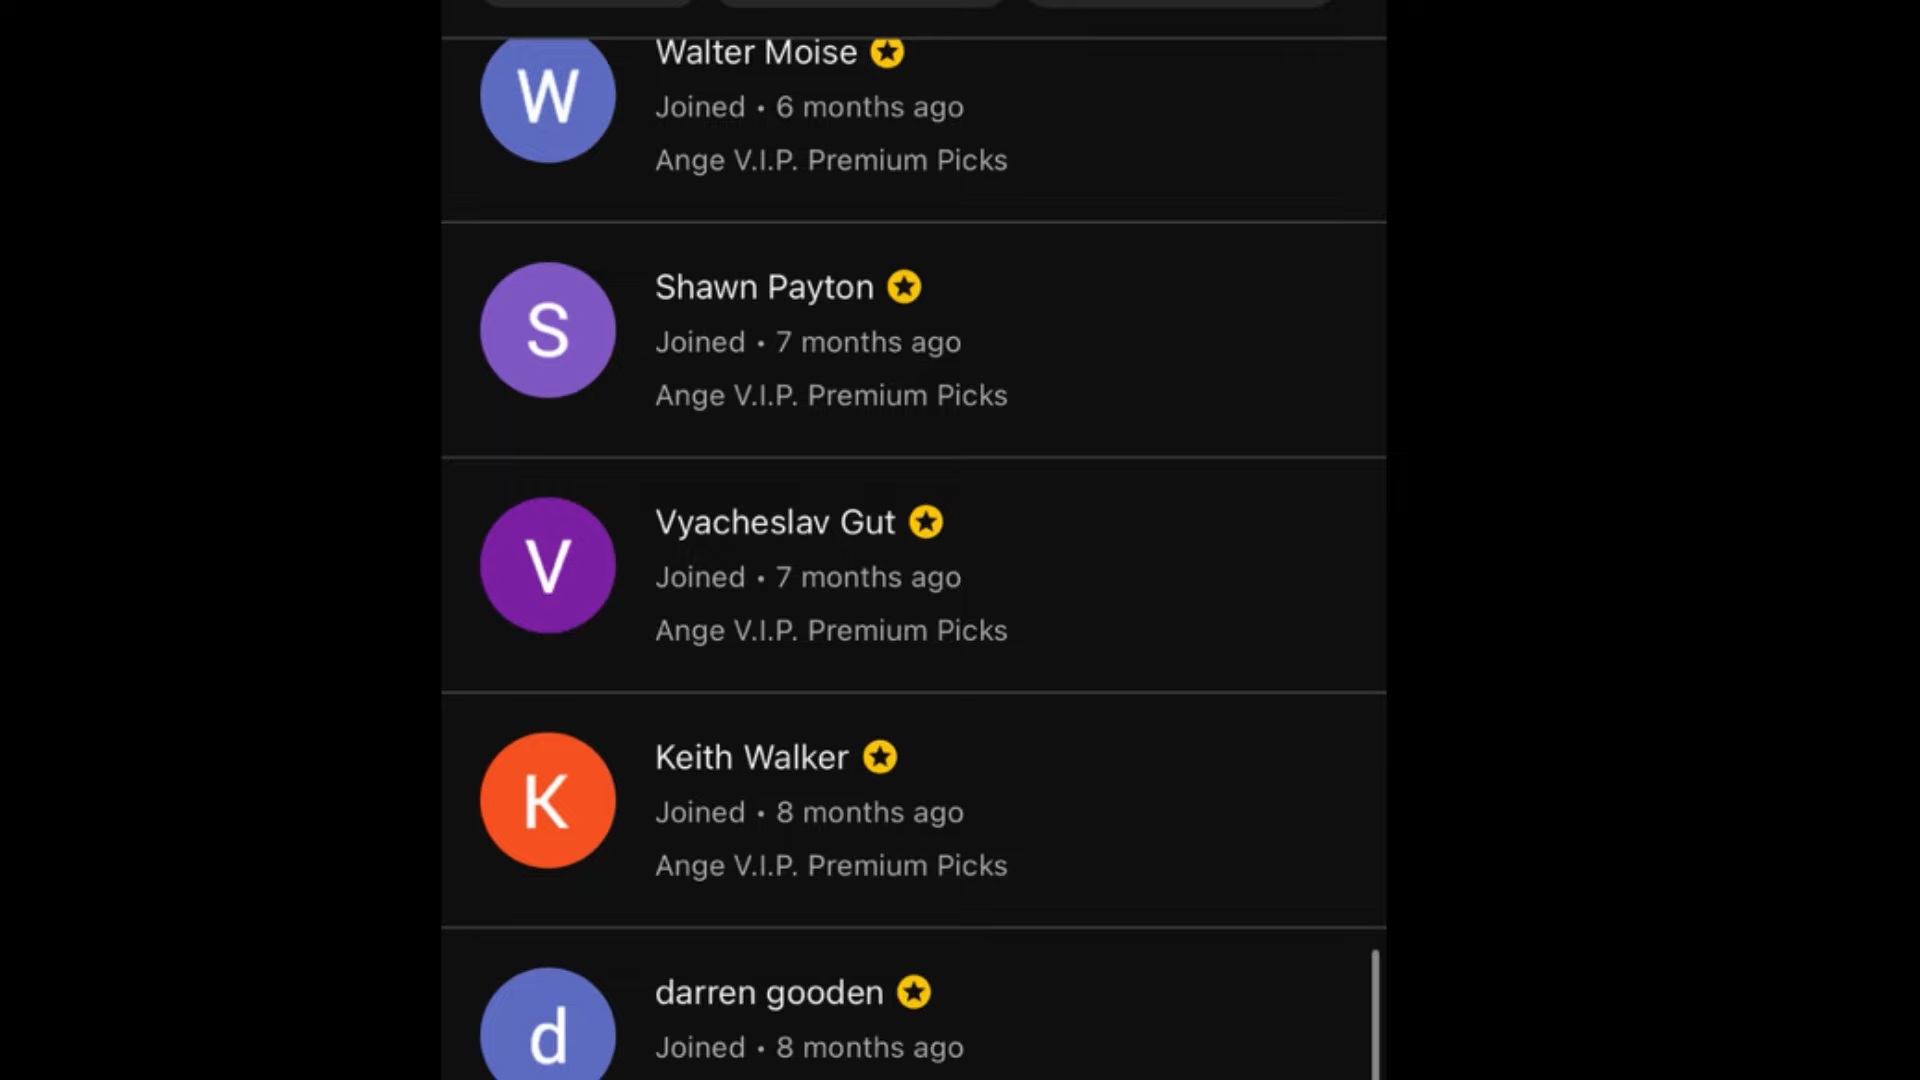 W
Walter Moise
Joined • 6 months ago
Ange V.I.P. Premium Picks
S
Shawn Payton
Joined • 7 months ago
Ange V.I.P. Premium Picks
V
Vyacheslav Gut
Joined • 7 months ago
Ange V.I.P. Premium Picks
K
Keith Walker
Joined • 8 months ago
Ange V.I.P. Premium Picks
d
darren gooden
Joined • 8 months ago